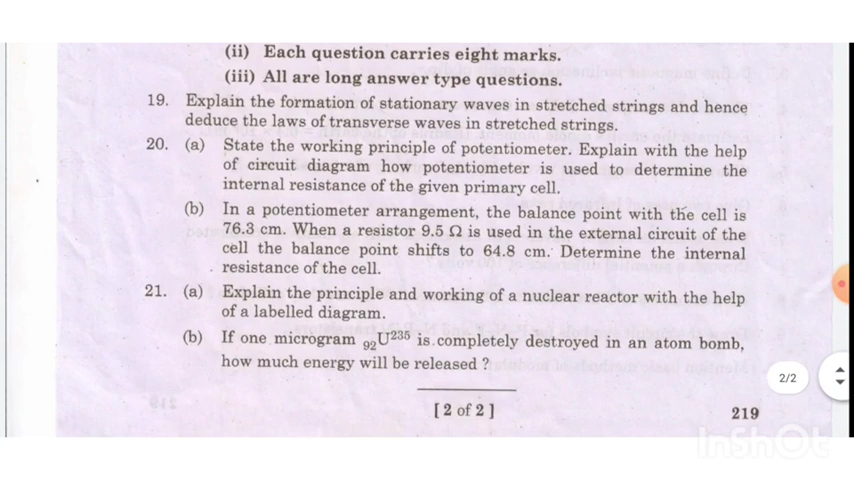 (ii) Each question carries eight marks.
(iii) All are long answer type questions.
19. Explain the formation of stationary waves in stretched strings and hence
deduce the laws of transverse waves in stretched strings.
20. (a) State the working principle of potentiometer. Explain with the help
of circuit diagram how potentiometer is used to determine the
internal resistance of the given primary cell.
(b) In a potentiometer arrangement, the balance point with the cell is
76.3 cm. When a resistor 9.5 Ω is used in the external circuit of the
cell the balance point shifts to 64.8 cm. Determine the internal
resistance of the cell.
21. (a) Explain the principle and working of a nuclear reactor with the help
of a labelled diagram.
(b) If one microgram ₉₂U²³⁵ is completely destroyed in an atom bomb,
how much energy will be released ?
2/2
[ 2 of 2 ]
219
InShOt